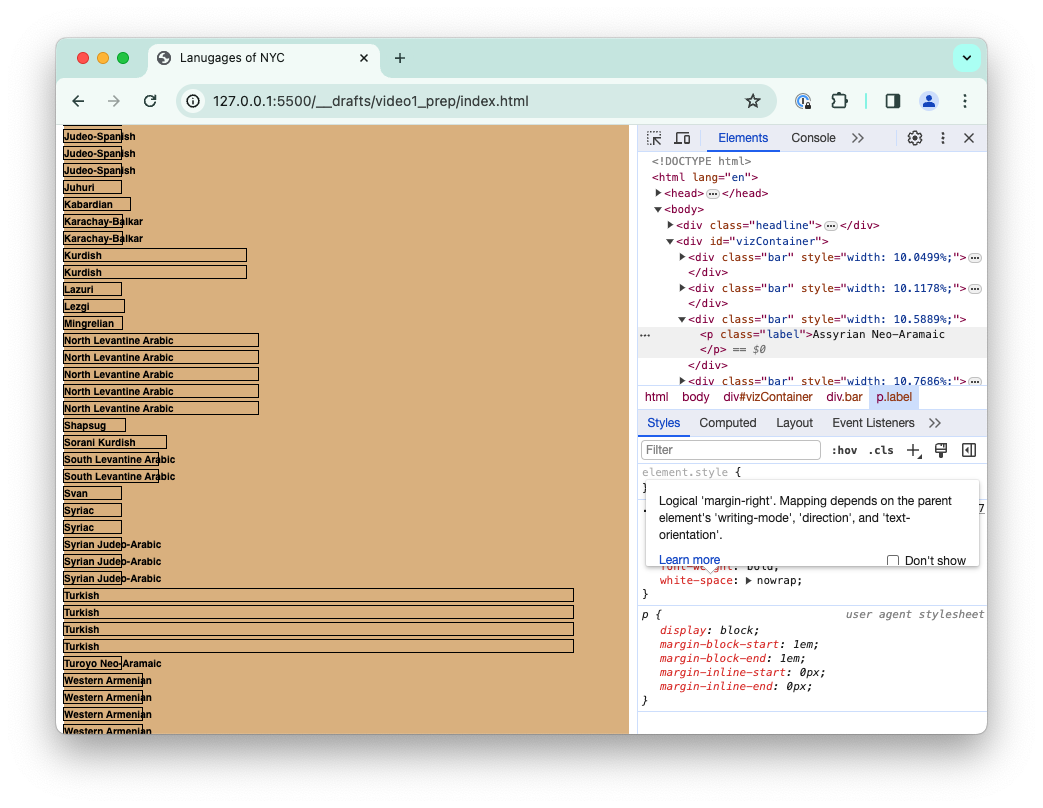 Lanugages of NYC
127.0.0.1:5500/__drafts/video1_prep/index.html
Judeo-Spanish
Judeo-Spanish
Judeo-Spanish
Juhuri
Kabardian
Karachay-Balkar
Karachay-Balkar
Kurdish
Kurdish
Lazuri
Lezgi
Mingrelian
North Levantine Arabic
North Levantine Arabic
North Levantine Arabic
North Levantine Arabic
North Levantine Arabic
Shapsug
Sorani Kurdish
South Levantine Arabic
South Levantine Arabic
Svan
Syriac
Syriac
Syrian Judeo-Arabic
Syrian Judeo-Arabic
Syrian Judeo-Arabic
Turkish
Turkish
Turkish
Turkish
Turoyo Neo-Aramaic
Western Armenian
Western Armenian
Western Armenian
Western Armenian
Elements Console
<!DOCTYPE html>
<html lang="en">
<head> </head>
<body>
<div class="headline"> </div>
<div id="vizContainer">
<div class="bar" style="width: 10.0499%;">
</div>
<div class="bar" style="width: 10.1178%;">
</div>
<div class="bar" style="width: 10.5889%;">
<p class="label">Assyrian Neo-Aramaic
</p> == $0
</div>
<div class="bar" style="width: 10.7686%;">
html body div#vizContainer div.bar p.label
Styles Computed Layout Event Listeners
Filter :hov .cls
element.style {
}
7
Logical 'margin-right'. Mapping depends on the parent
element's 'writing-mode', 'direction', and 'text-
orientation'.
Learn more Don't show
font-weight: bold;
white-space: nowrap;
}
p { user agent stylesheet
display: block;
margin-block-start: 1em;
margin-block-end: 1em;
margin-inline-start: 0px;
margin-inline-end: 0px;
}